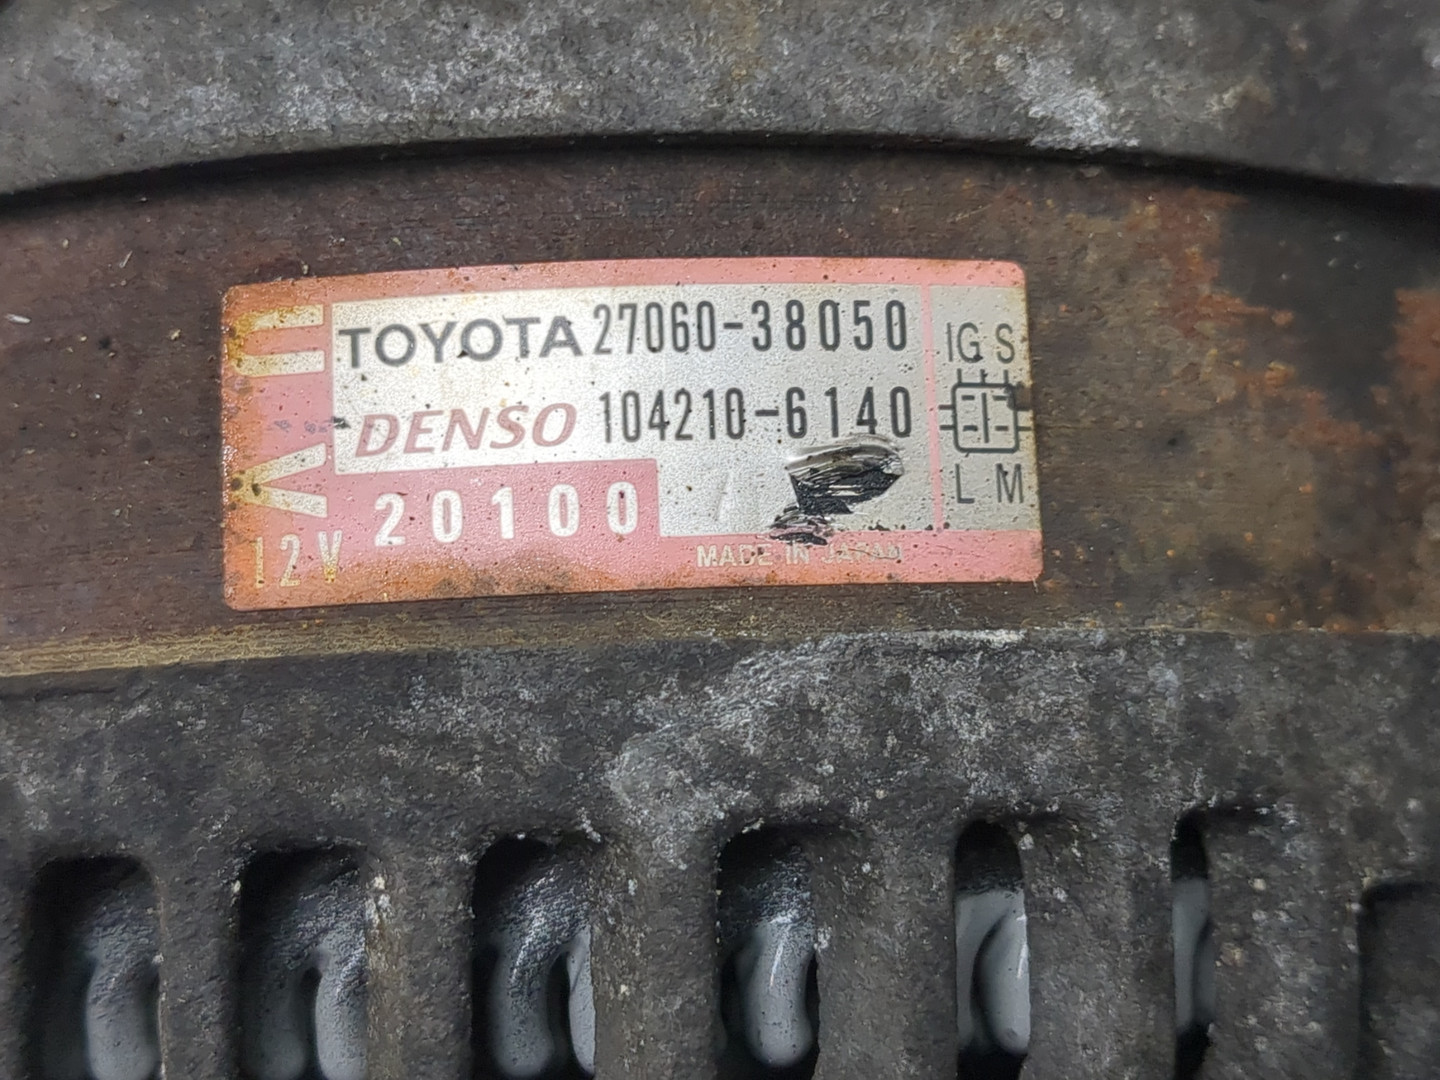 TOYOTA 27060-38050
DENSO 104210-6140
20100
12V
MADE IN JAPAN
IG S
L M